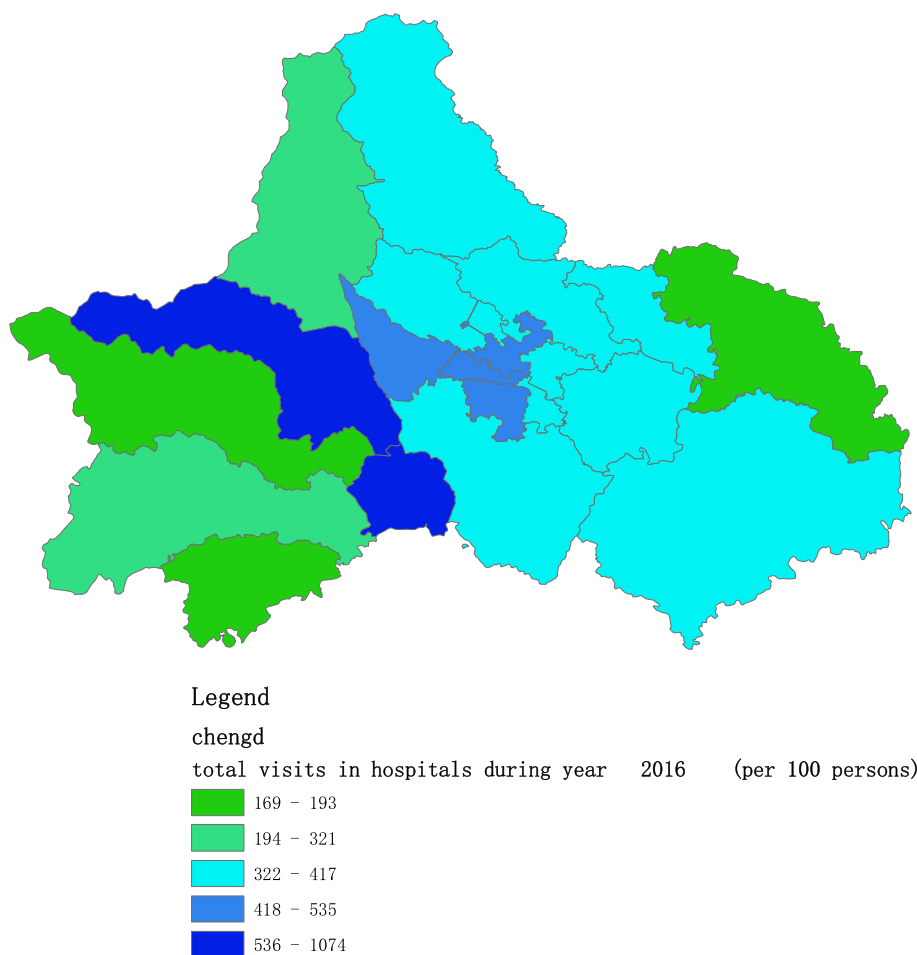 Legend
chengd
total visits in hospitals during year 2016 (per 100 persons)
169 - 193
194 - 321
322 - 417
418 - 535
536 - 1074